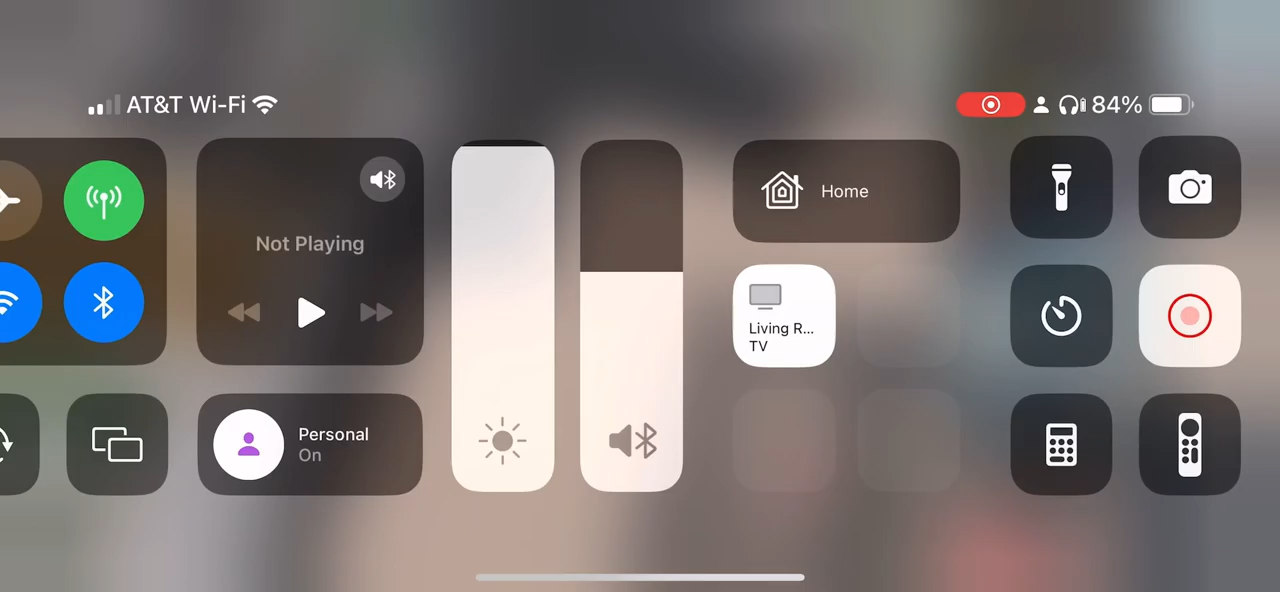 AT&T Wi-Fi
84%
Not Playing
Home
Living R...
TV
Personal
On